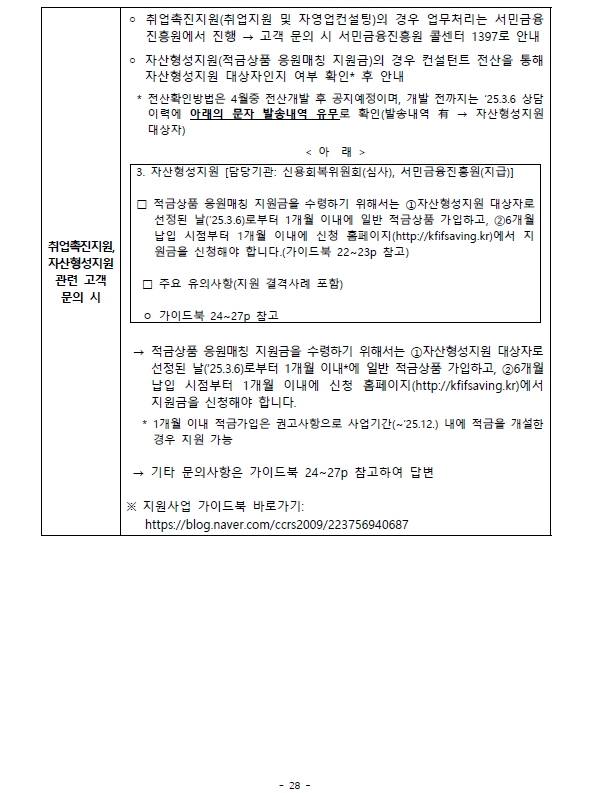 취업촉진지원,
자산형성지원
관련 고객
문의 시
○ 취업촉진지원(취업지원 및 자영업컨설팅)의 경우 업무처리는 서민금융
진흥원에서 진행 → 고객 문의 시 서민금융진흥원 콜센터 1397로 안내
○ 자산형성지원(적금상품 응원매칭 지원금)의 경우 컨설턴트 전산을 통해
자산형성지원 대상자인지 여부 확인* 후 안내
* 전산확인방법은 4월중 전산개발 후 공지예정이며, 개발 전까지는 ‘25.3.6 상담
이력에 아래의 문자 발송내역 유무로 확인(발송내역 有 → 자산형성지원
대상자)
< 아 래 >
3. 자산형성지원 [담당기관: 신용회복위원회(심사), 서민금융진흥원(지급)]
□ 적금상품 응원매칭 지원금을 수령하기 위해서는 ①자산형성지원 대상자로
선정된 날(‘25.3.6)로부터 1개월 이내에 일반 적금상품 가입하고, ②6개월
납입 시점부터 1개월 이내에 신청 홈페이지(http://kfifsaving.kr)에서 지
원금을 신청해야 합니다.(가이드북 22~23p 참고)
□ 주요 유의사항(지원 결격사례 포함)
○ 가이드북 24~27p 참고
→ 적금상품 응원매칭 지원금을 수령하기 위해서는 ①자산형성지원 대상자로
선정된 날(‘25.3.6)로부터 1개월 이내*에 일반 적금상품 가입하고, ②6개월
납입 시점부터 1개월 이내에 신청 홈페이지(http://kfifsaving.kr)에서
지원금을 신청해야 합니다.
* 1개월 이내 적금가입은 권고사항으로 사업기간(~‘25.12.) 내에 적금을 개설한
경우 지원 가능
→ 기타 문의사항은 가이드북 24~27p 참고하여 답변
※ 지원사업 가이드북 바로가기:
https://blog.naver.com/ccrs2009/223756940687
- 28 -